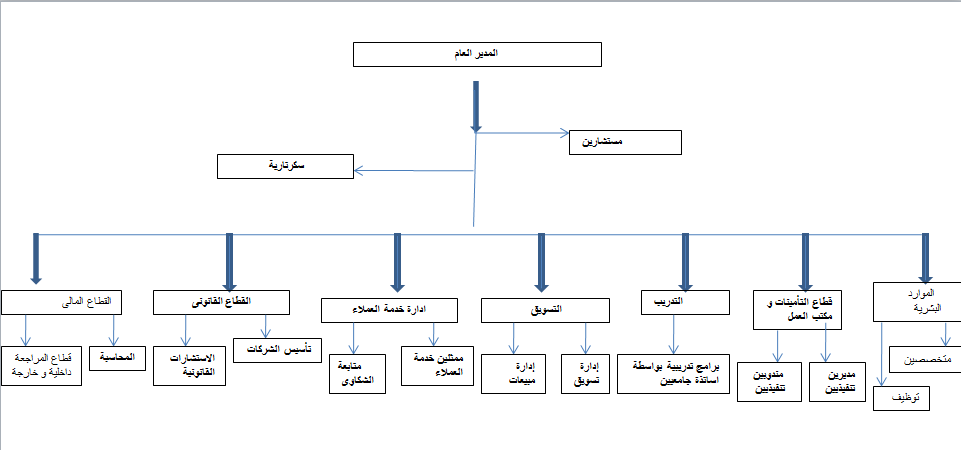 المدير العام
مستشارين
سكرتارية
الموارد
البشرية
قطاع التأمينات و
مكتب العمل
التدريب
التسويق
ادارة خدمة العملاء
القطاع القانونى
القطاع المالى
متخصصين
توظيف
مديرين
تنفيذيين
مندوبين
تنفيذيين
برامج تدريبية بواسطة
اساتذة جامعيين
إدارة
تسويق
إدارة
مبيعات
ممثلين خدمة
العملاء
متابعة
الشكاوى
تأسيس الشركات
الاستشارات
القانونية
المحاسبة
قطاع المراجعة
داخلية و خارجة